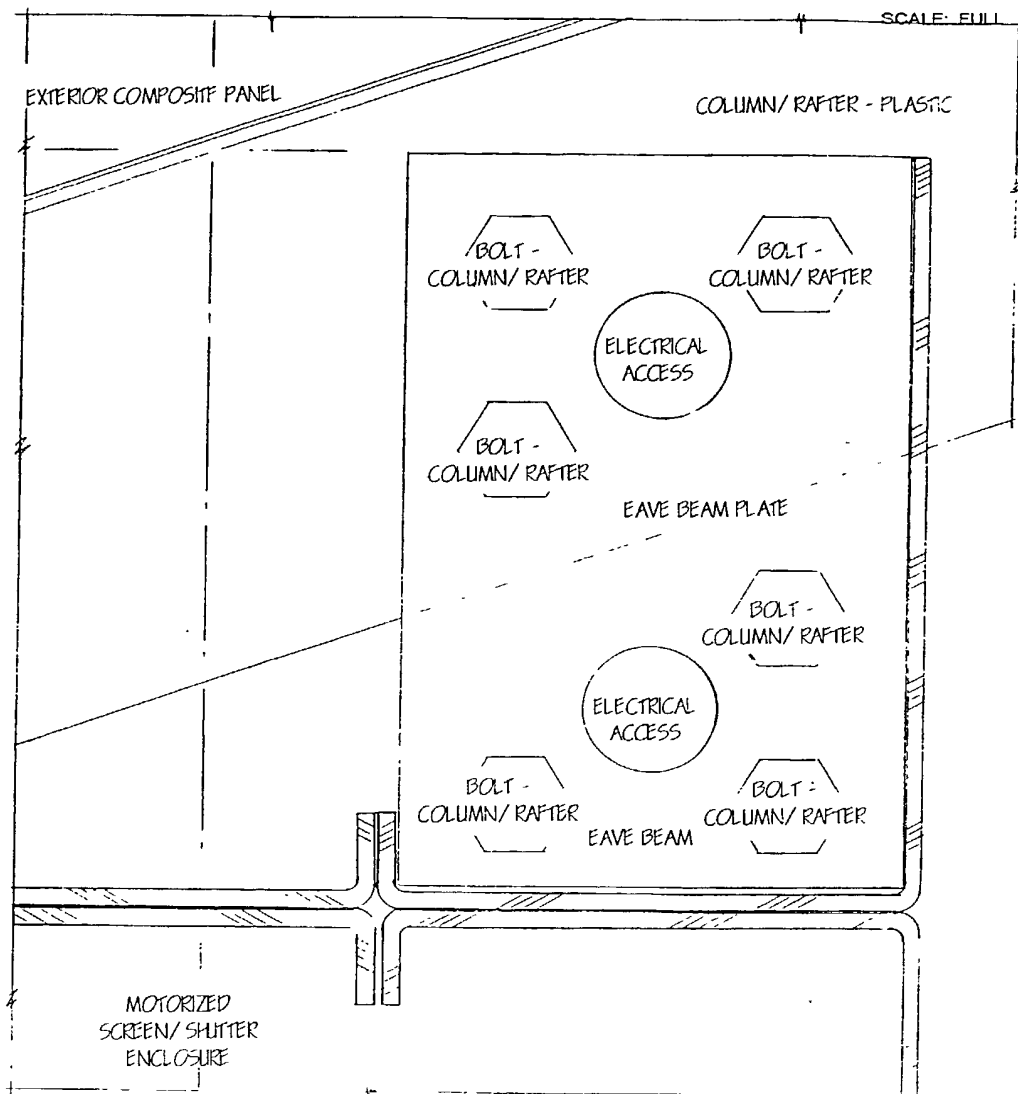 SCALE: FULL
EXTERIOR COMPOSITE PANEL
COLUMN/ RAFTER - PLASTIC
BOLT -
COLUMN/ RAFTER
BOLT -
COLUMN/ RAFTER
ELECTRICAL
ACCESS
BOLT -
COLUMN/ RAFTER
EAVE BEAM PLATE
BOLT -
COLUMN/ RAFTER
ELECTRICAL
ACCESS
BOLT -
COLUMN/ RAFTER
BOLT -
COLUMN/ RAFTER
EAVE BEAM
MOTORIZED
SCREEN/ SHUTTER
ENCLOSURE